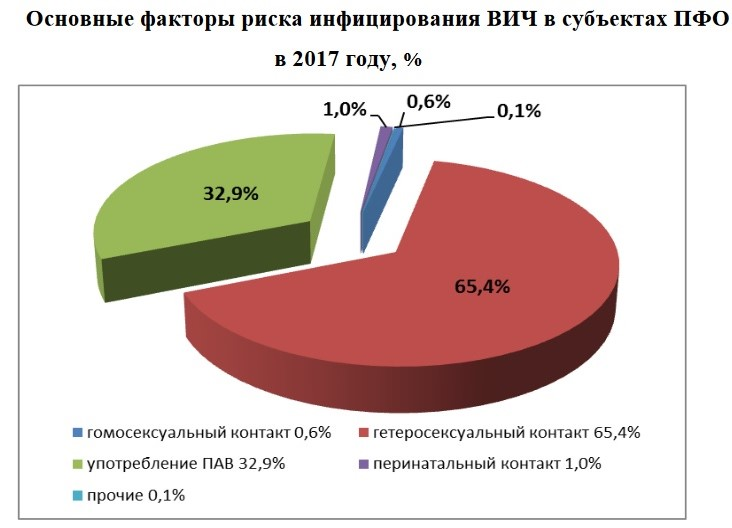 Основные факторы риска инфицирования ВИЧ в субъектах ПФО
в 2017 году, %
1,0%
0,6%
0,1%
32,9%
65,4%
гомосексуальный контакт 0,6%
гетеросексуальный контакт 65,4%
употребление ПАВ 32,9%
перинатальный контакт 1,0%
прочие 0,1%